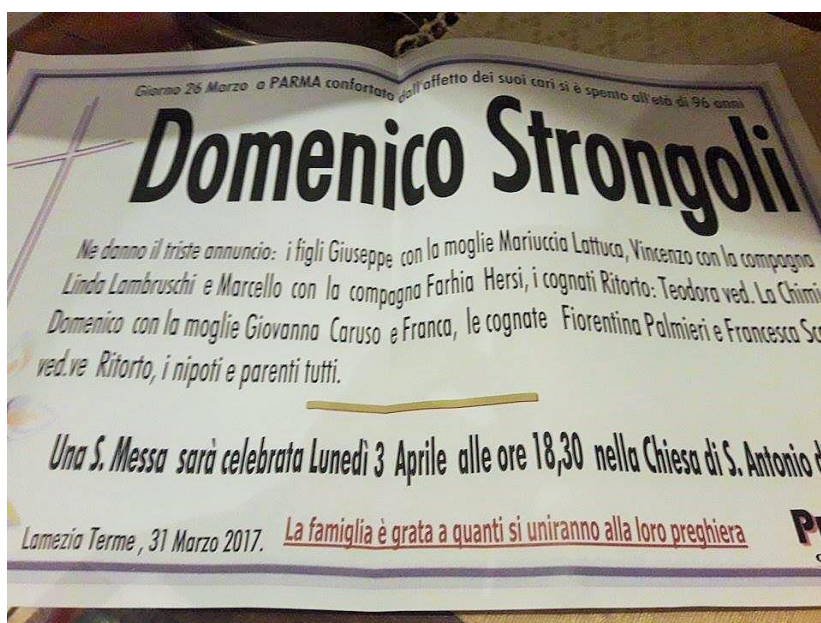 Giorno 26 Marzo a PARMA confortato dall'affetto dei suoi cari si è spento all'età di 96 anni
Domenico Strongoli
Ne danno il triste annuncio: i figli Giuseppe con la moglie Mariuccia Lattuca, Vincenzo con la compagna
Linda Lambruschi e Marcello con la compagna Farhia Hersi, i cognati Ritorto: Teodora ved. La Chimi
Domenico con la moglie Giovanna Caruso e Franca, le cognate Fiorentina Palmieri e Francesca
ved.ve Ritorto, i nipoti e parenti tutti.
Una S. Messa sarà celebrata Lunedì 3 Aprile alle ore 18,30 nella Chiesa di S. Antonio
Lamezia Terme, 31 Marzo 2017. La famiglia è grata a quanti si uniranno alla loro preghiera